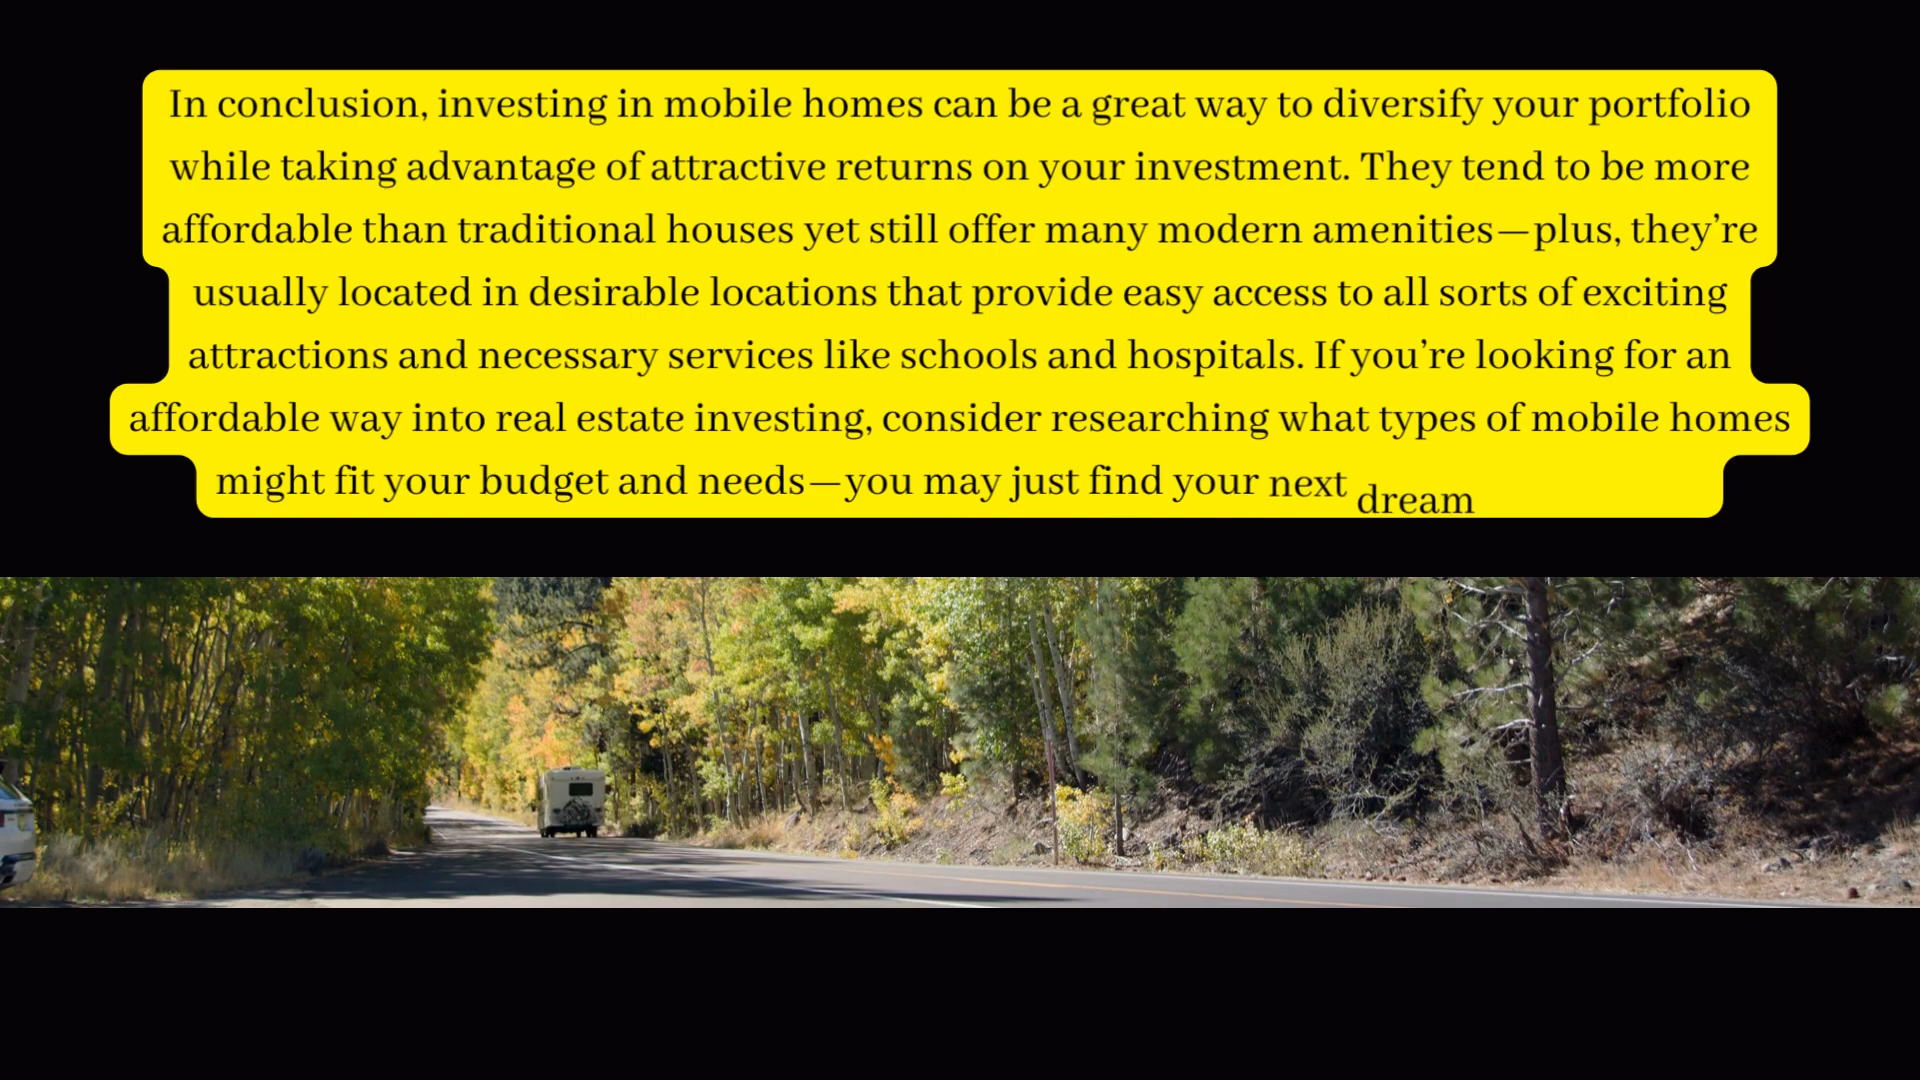 In conclusion, investing in mobile homes can be a great way to diversify your portfolio
while taking advantage of attractive returns on your investment. They tend to be more
affordable than traditional houses yet still offer many modern amenities—plus, they’re
usually located in desirable locations that provide easy access to all sorts of exciting
attractions and necessary services like schools and hospitals. If you’re looking for an
affordable way into real estate investing, consider researching what types of mobile homes
might fit your budget and needs—you may just find your next dream